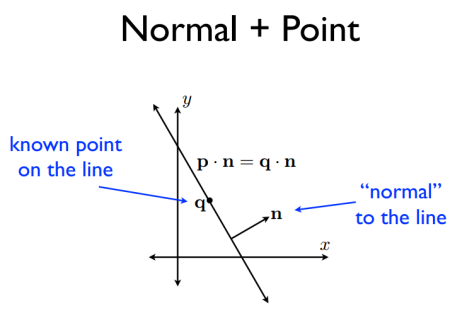 Normal + Point
y
known point
on the line
p · n = q · n
“normal”
to the line
q
n
x